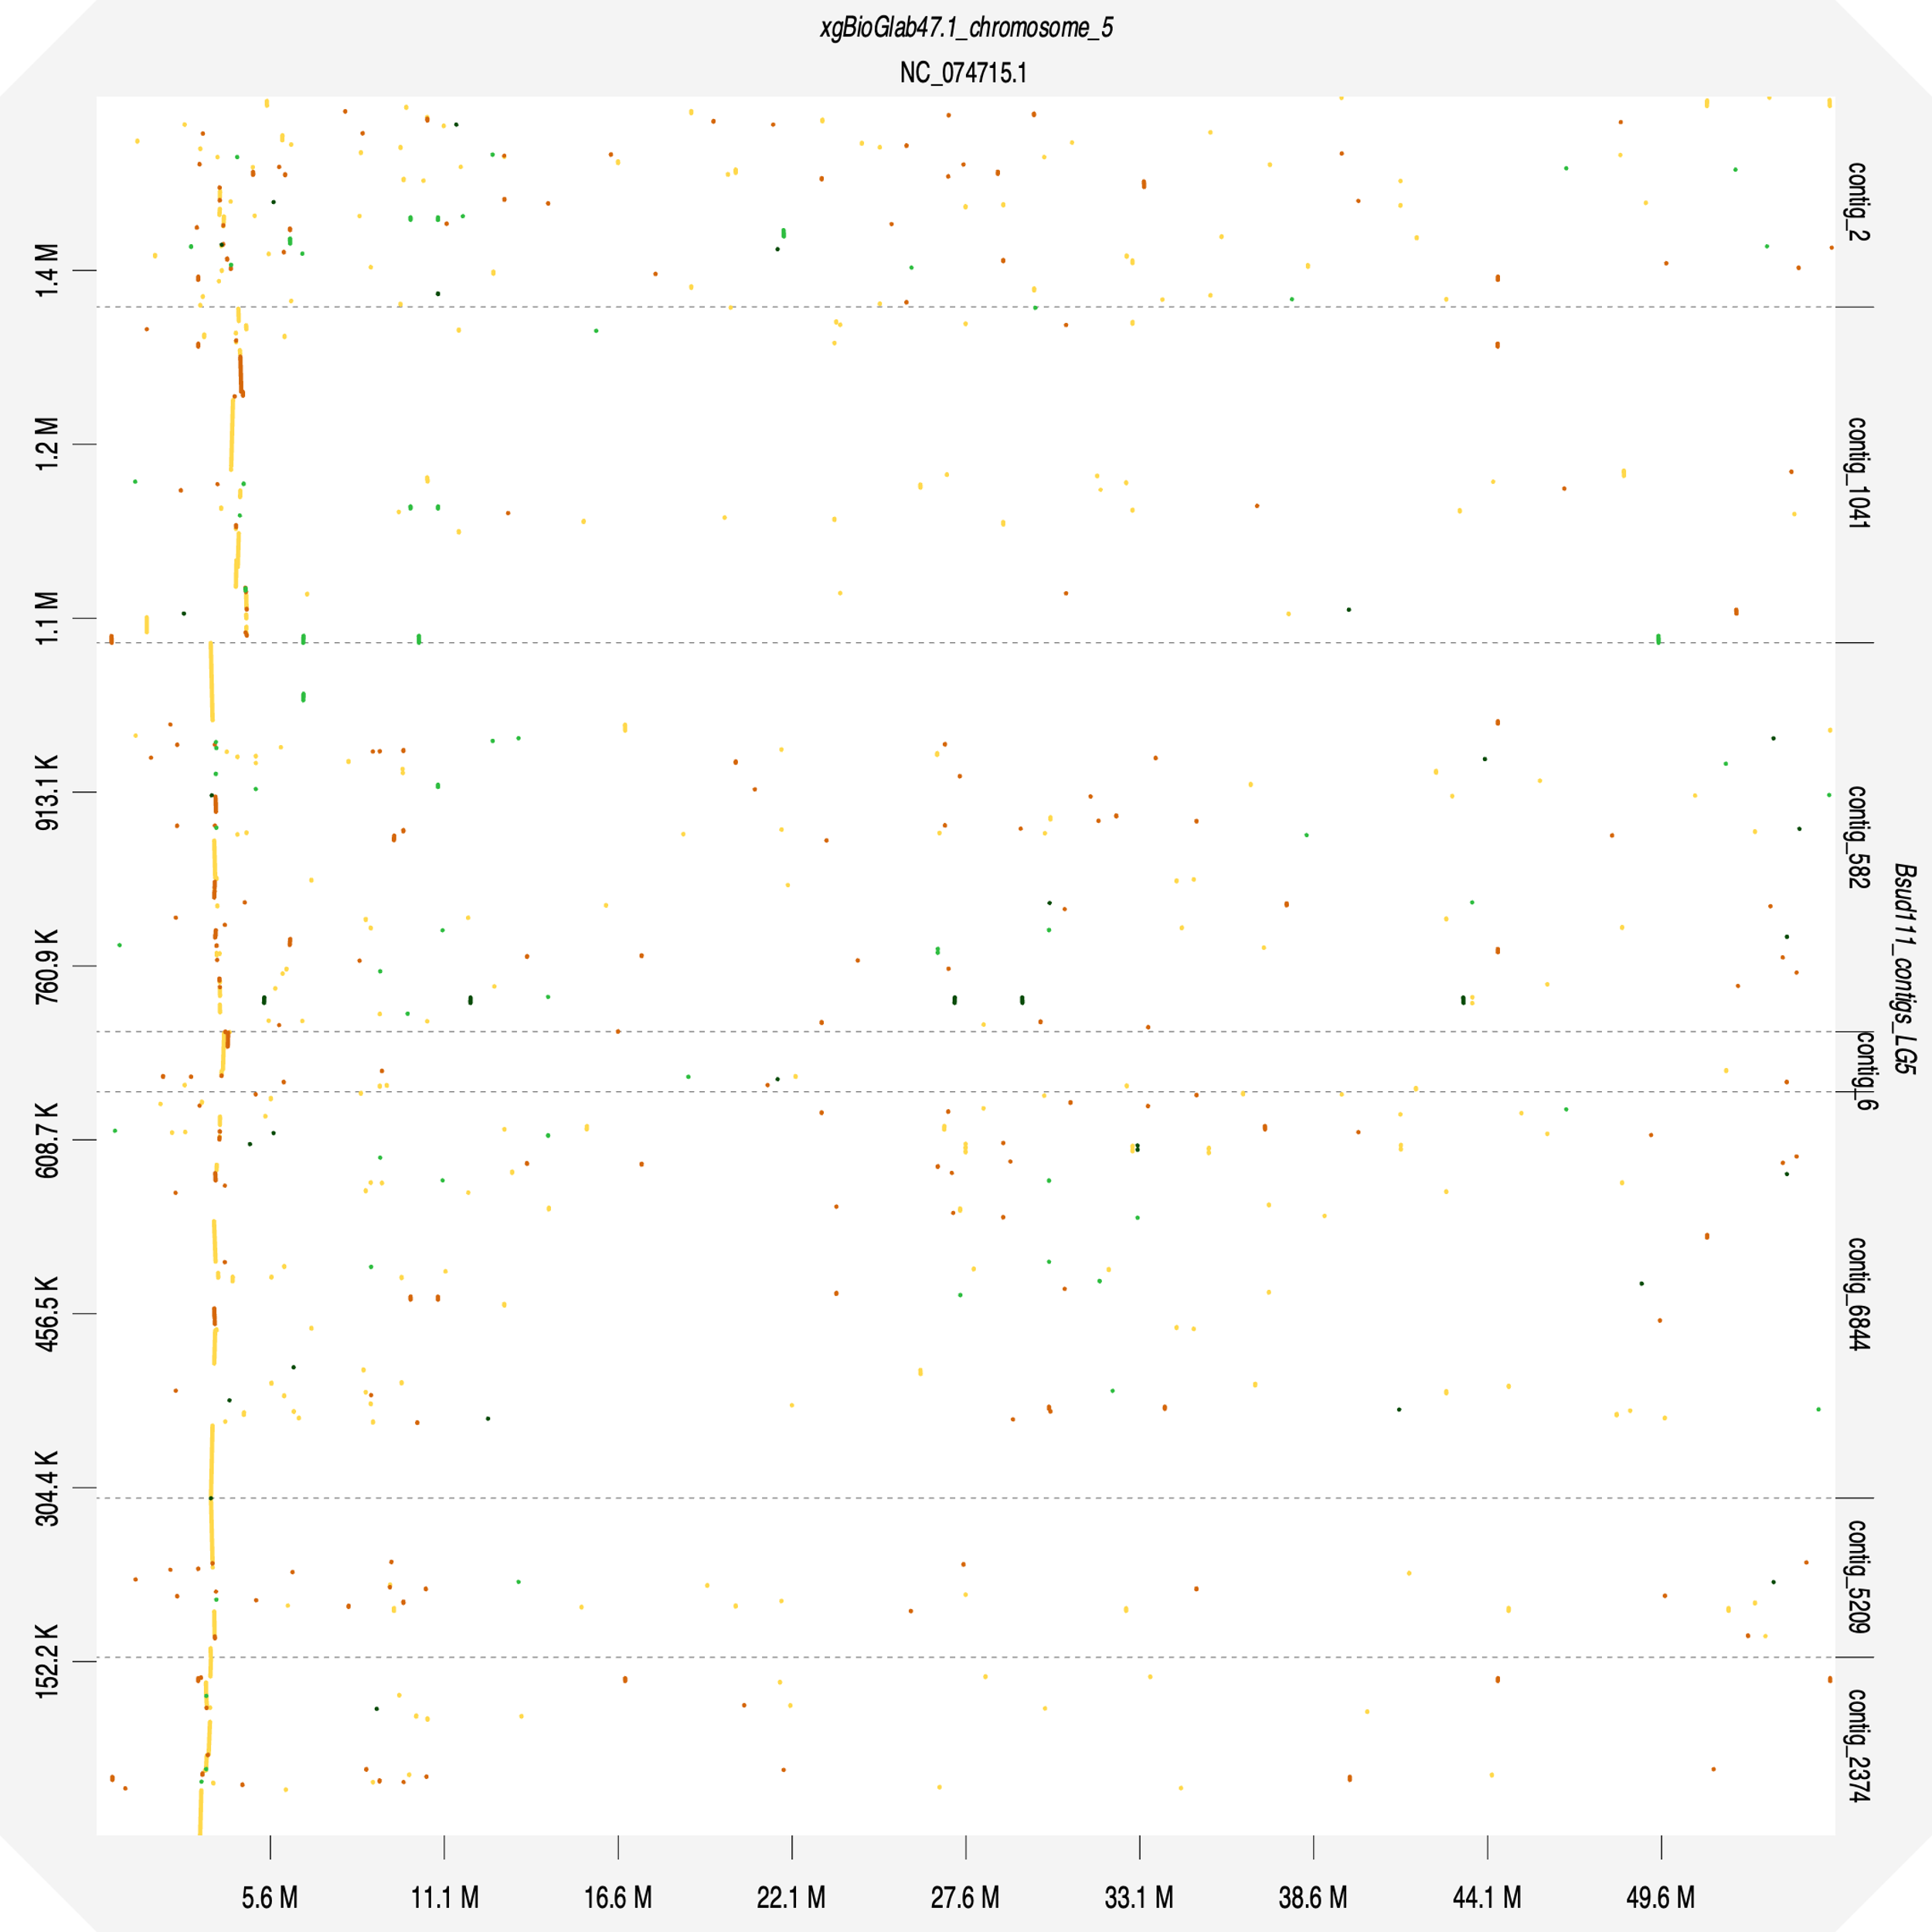 xgBioGlab47.1_chromosome_5
NC_074715.1
1.4 M
1.2 M
1.1 M
913.1 K
760.9 K
608.7 K
456.5 K
304.4 K
152.2 K
contig_2
contig_1041
contig_582
contig_6
contig_6844
contig_5209
contig_2374
Bsud111_contigs_LG5
5.6 M 11.1 M 16.6 M 22.1 M 27.6 M 33.1 M 38.6 M 44.1 M 49.6 M